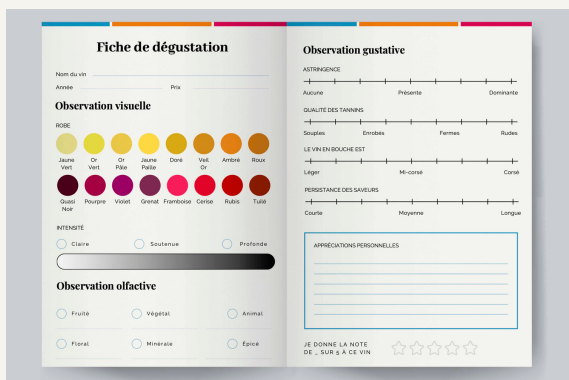 Fiche de dégustation
Nom du vin
Année Prix
Observation visuelle
ROBE
Jaune Vert
Or Vert
Or Pâle
Jaune Paille
Doré
Veil Or
Ambré
Roux
Quasi Noir
Pourpre
Violet
Grenat
Framboise
Cerise
Rubis
Tuilé
INTENSITÉ
Claire Soutenue Profonde
Observation olfactive
Fruité Végétal Animal
Floral Minérale Épicé
Observation gustative
ASTRINGENCE
Aucune Présente Dominante
QUALITÉ DES TANNINS
Souples Enrobés Fermes Rudes
LE VIN EN BOUCHE EST
Léger Mi-corsé Corsé
PERSISTANCE DES SAVEURS
Courte Moyenne Longue
APPRÉCIATIONS PERSONNELLES
JE DONNE LA NOTE
DE _ SUR 5 À CE VIN